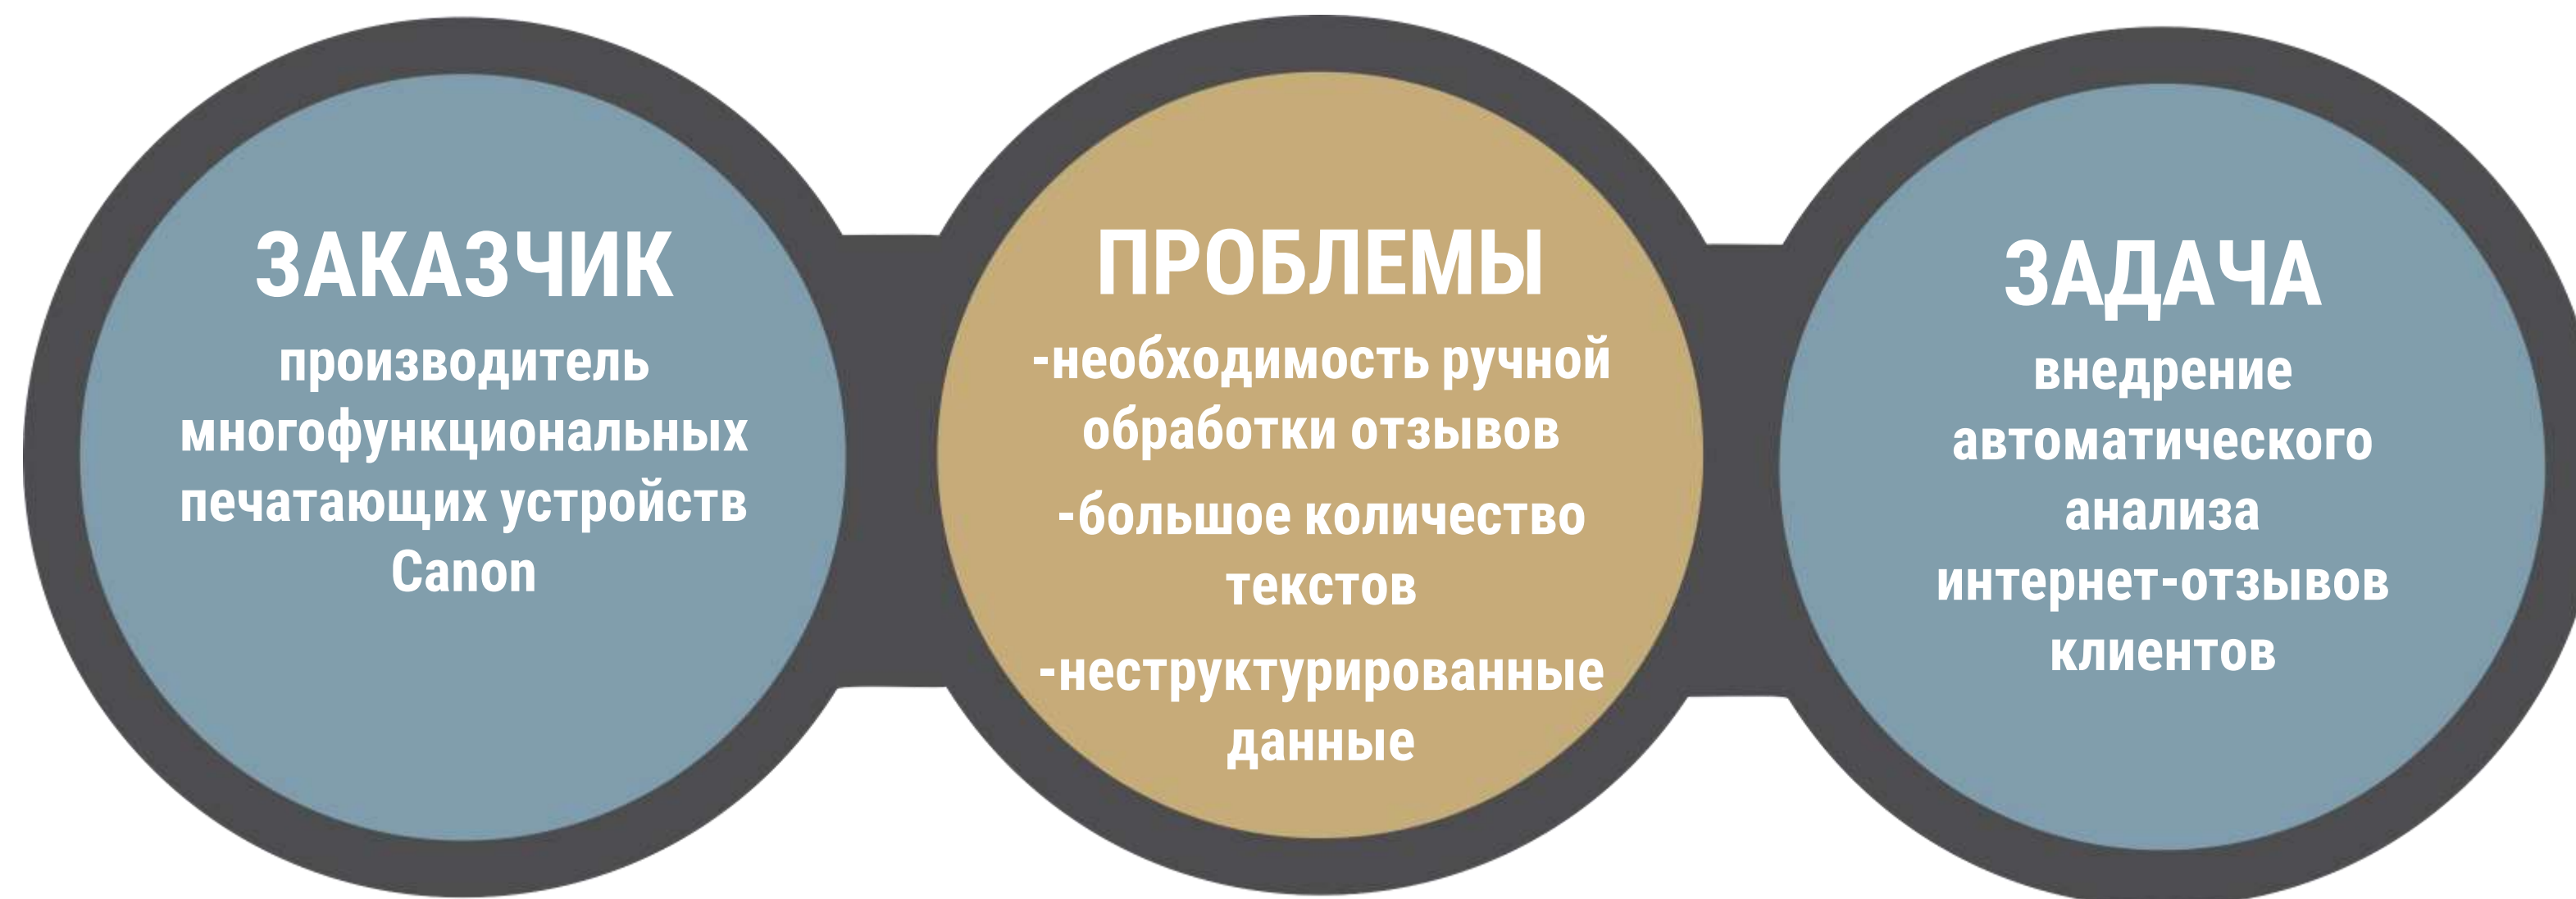 ЗАКАЗЧИК
производитель
многофункциональных
печатающих устройств
Canon
ПРОБЛЕМЫ
-необходимость ручной
обработки отзывов
-большое количество
текстов
-неструктурированные
данные
ЗАДАЧА
внедрение
автоматического
анализа
интернет-отзывов
клиентов